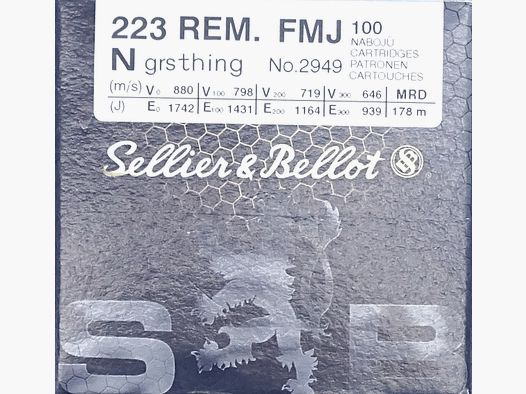 223 REM. FMJ 100
NABOJŮ
CARTRIDGES
PATRONEN
CARTOUCHES
N grsthing No.2949
(m/s) V0 880 V100 798 V200 719 V300 646 MRD
(J) E0 1742 E100 1431 E200 1164 E300 939 178 m
Sellier & Bellot
S B